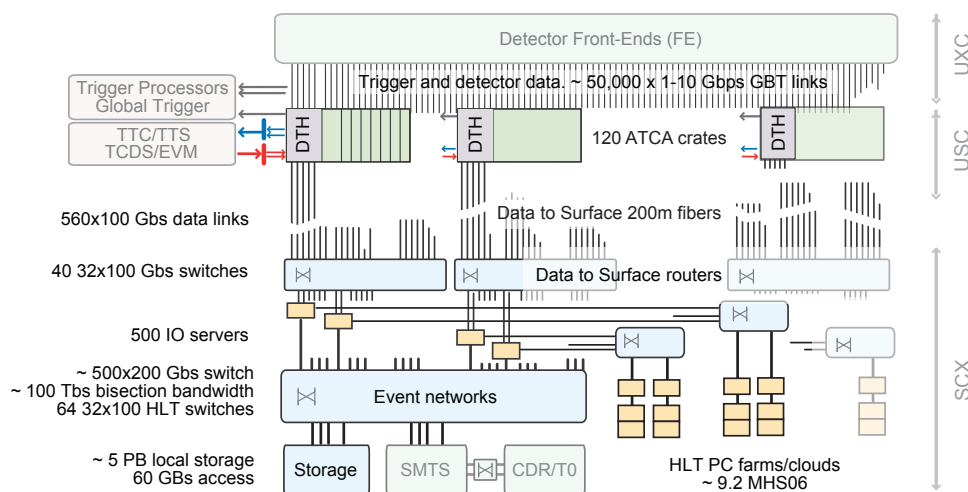 Detector Front-Ends (FE)
UXC
Trigger and detector data. ~ 50,000 x 1-10 Gbps GBT links
Trigger Processors
Global Trigger
TTC/TTS
TCDS/EVM
DTH
DTH
120 ATCA crates
DTH
USC
560x100 Gbs data links
Data to Surface 200m fibers
40 32x100 Gbs switches
Data to Surface routers
500 IO servers
~ 500x200 Gbs switch
~ 100 Tbs bisection bandwidth
64 32x100 HLT switches
Event networks
SCX
~ 5 PB local storage
60 GBs access
Storage
SMTS
CDR/T0
HLT PC farms/clouds
~ 9.2 MHS06